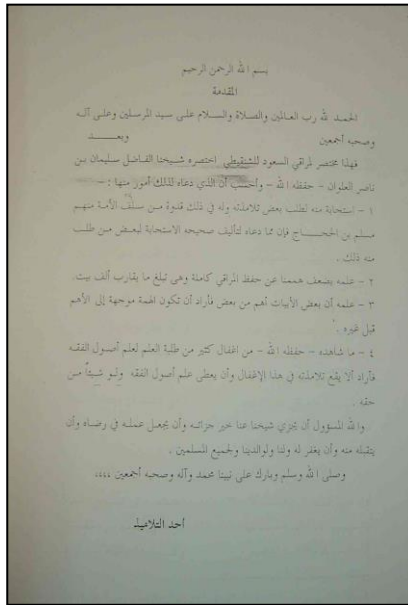 بسم الله الرحمن الرحيم
المقدمة
الحمد لله رب العالمين والصلاة والسلام على سيد المرسلين وعلى آله
وصحبه أجمعين وبعد
فهذا مختصر لمراقي السعود للشنقيطي اختصره شيخنا الفاضل سليمان بن
ناصر العلوان - حفظه الله - وأحسب أن الذي دعاه لذلك أمور منها : -
١ - استجابة منه لطلب بعض تلامذته وله في ذلك قدوة من سلف الأمة منهم
مسلم بن الحجاج فإن مما دعاه لتأليف صحيحه الاستجابة لبعض من طلب
منه ذلك .
٢ - علمه بضعف هممنا عن حفظ المراقي كاملة وهي تبلغ ما يقارب ألف بيت.
٣ - علمه أن بعض الأبيات أهم من بعض فأراد أن تكون الهمة موجهة إلى الأهم
قبل غيره .
٤ - ما شاهده - حفظه الله - من اغفال كثير من طلبة العلم لعلم أصول الفقه
فأراد ألا يقع تلامذته في هذا الإغفال وأن يعطى علم أصول الفقه ولو شيئاً من
حقه .
والله المسؤول أن يجزي شيخنا عنا خير جزائه وأن يجعل عمله في رضاه وأن
يتقبله منه وأن يغفر له ولنا ولوالدينا ولجميع المسلمين .
وصلى الله وسلم وبارك على نبينا محمد وآله وصحبه أجمعين ،،،،
أحد التلاميذ